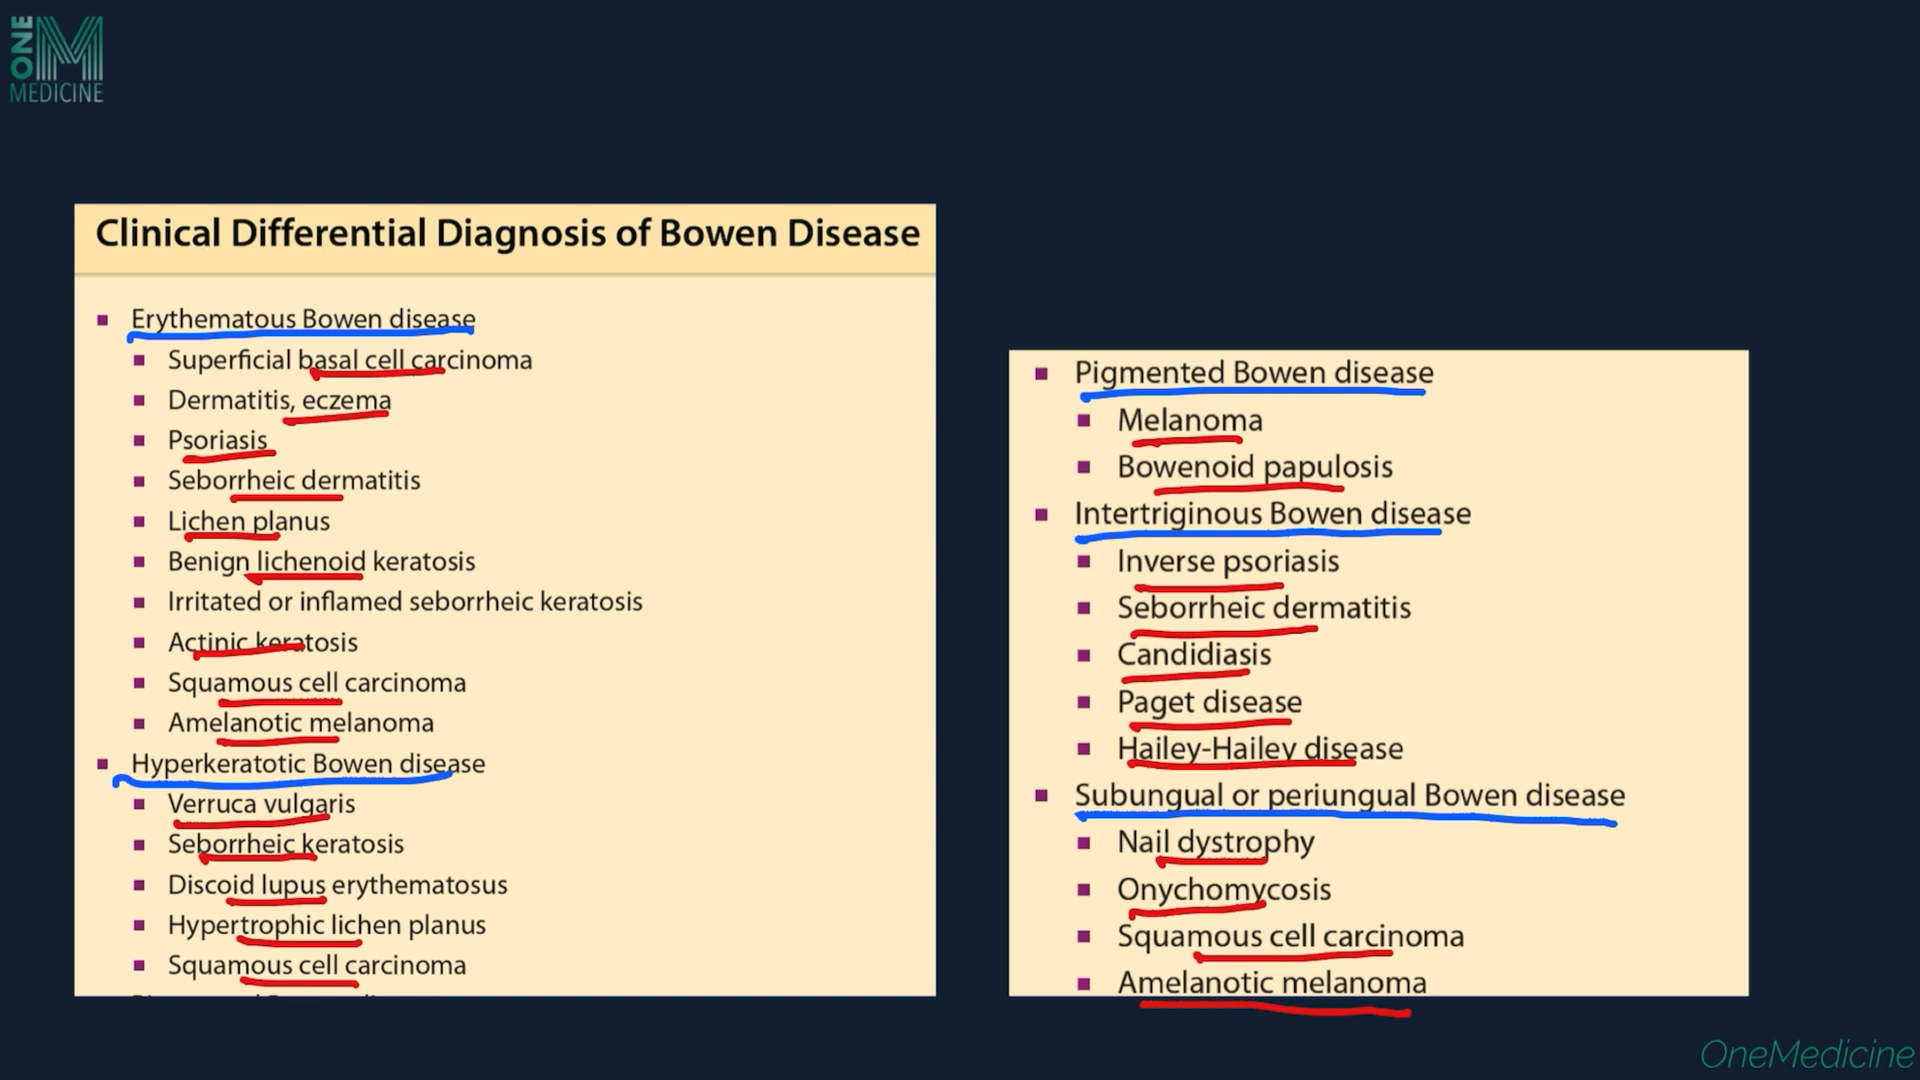 ONE
M
MEDICINE
Clinical Differential Diagnosis of Bowen Disease
Erythematous Bowen disease
Superficial basal cell carcinoma
Dermatitis, eczema
Psoriasis
Seborrheic dermatitis
Lichen planus
Benign lichenoid keratosis
Irritated or inflamed seborrheic keratosis
Actinic keratosis
Squamous cell carcinoma
Amelanotic melanoma
Hyperkeratotic Bowen disease
Verruca vulgaris
Seborrheic keratosis
Discoid lupus erythematosus
Hypertrophic lichen planus
Squamous cell carcinoma
Pigmented Bowen disease
Melanoma
Bowenoid papulosis
Intertriginous Bowen disease
Inverse psoriasis
Seborrheic dermatitis
Candidiasis
Paget disease
Hailey-Hailey disease
Subungual or periungual Bowen disease
Nail dystrophy
Onychomycosis
Squamous cell carcinoma
Amelanotic melanoma
OneMedicine